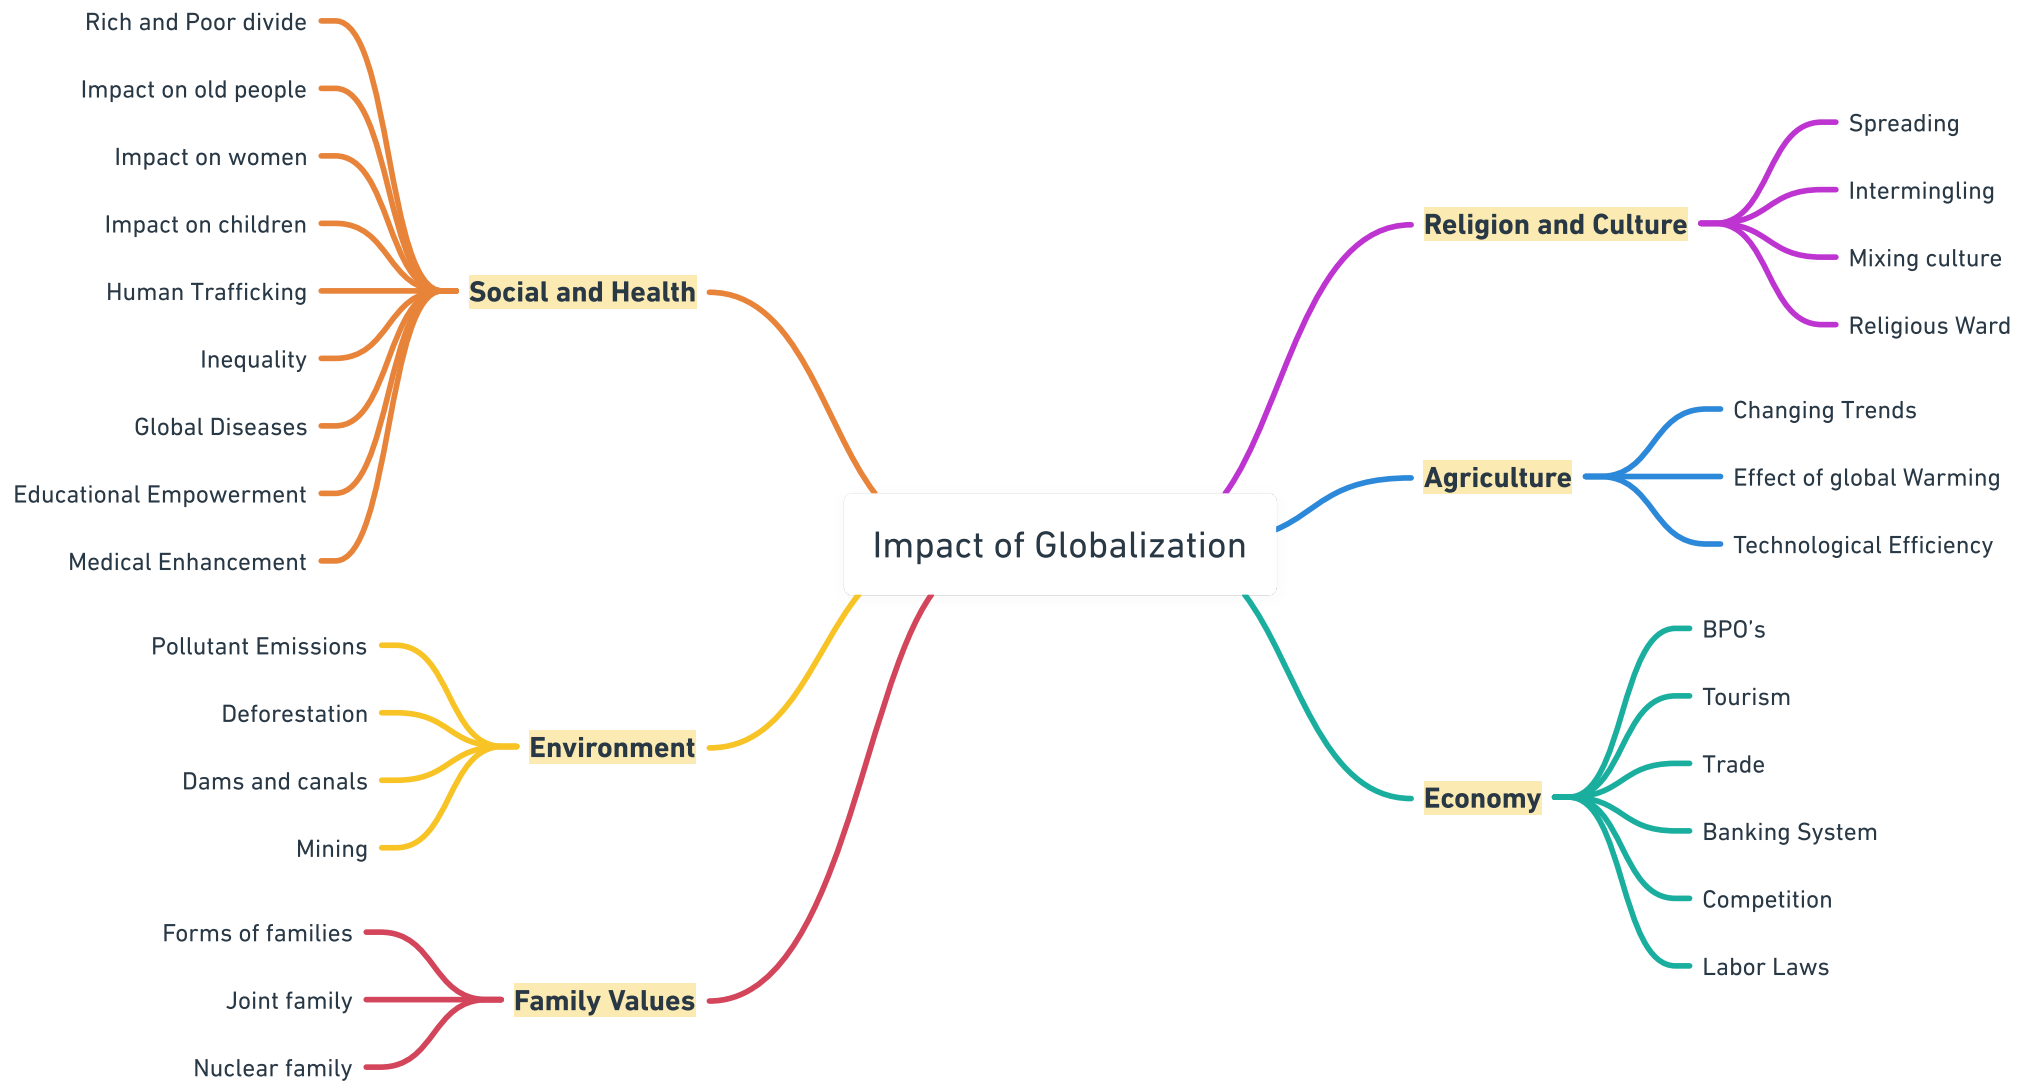 Impact of Globalization
Social and Health
Rich and Poor divide
Impact on old people
Impact on women
Impact on children
Human Trafficking
Inequality
Global Diseases
Educational Empowerment
Medical Enhancement
Environment
Pollutant Emissions
Deforestation
Dams and canals
Mining
Family Values
Forms of families
Joint family
Nuclear family
Religion and Culture
Spreading
Intermingling
Mixing culture
Religious Ward
Agriculture
Changing Trends
Effect of global Warming
Technological Efficiency
Economy
BPO’s
Tourism
Trade
Banking System
Competition
Labor Laws